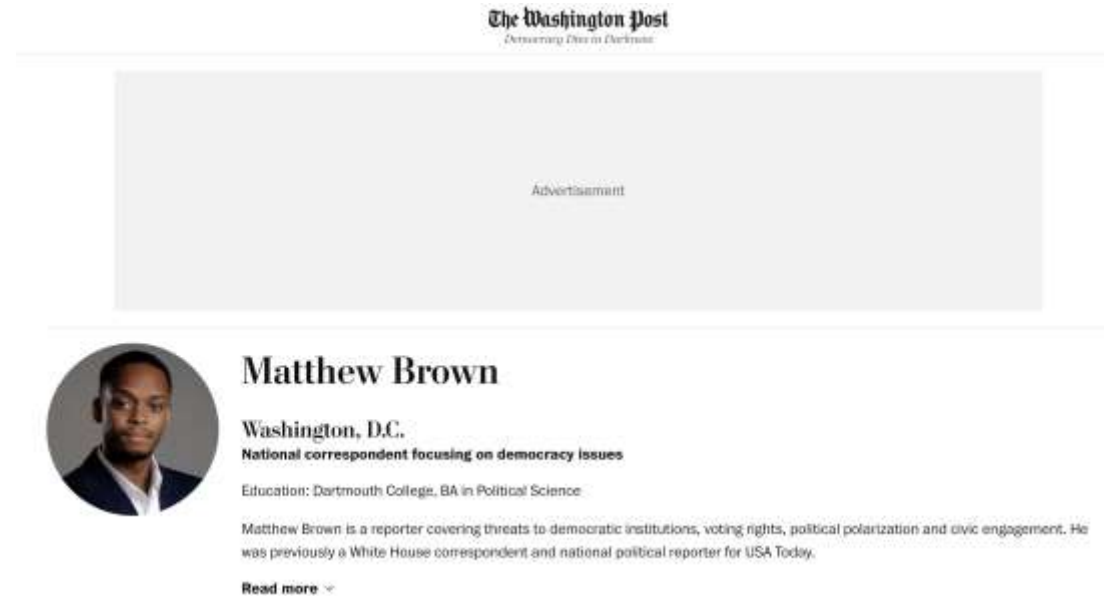 The Washington Post
Democracy Dies in Darkness
Advertisement
Matthew Brown
Washington, D.C.
National correspondent focusing on democracy issues
Education: Dartmouth College, BA in Political Science
Matthew Brown is a reporter covering threats to democratic institutions, voting rights, political polarization and civic engagement. He
was previously a White House correspondent and national political reporter for USA Today.
Read more